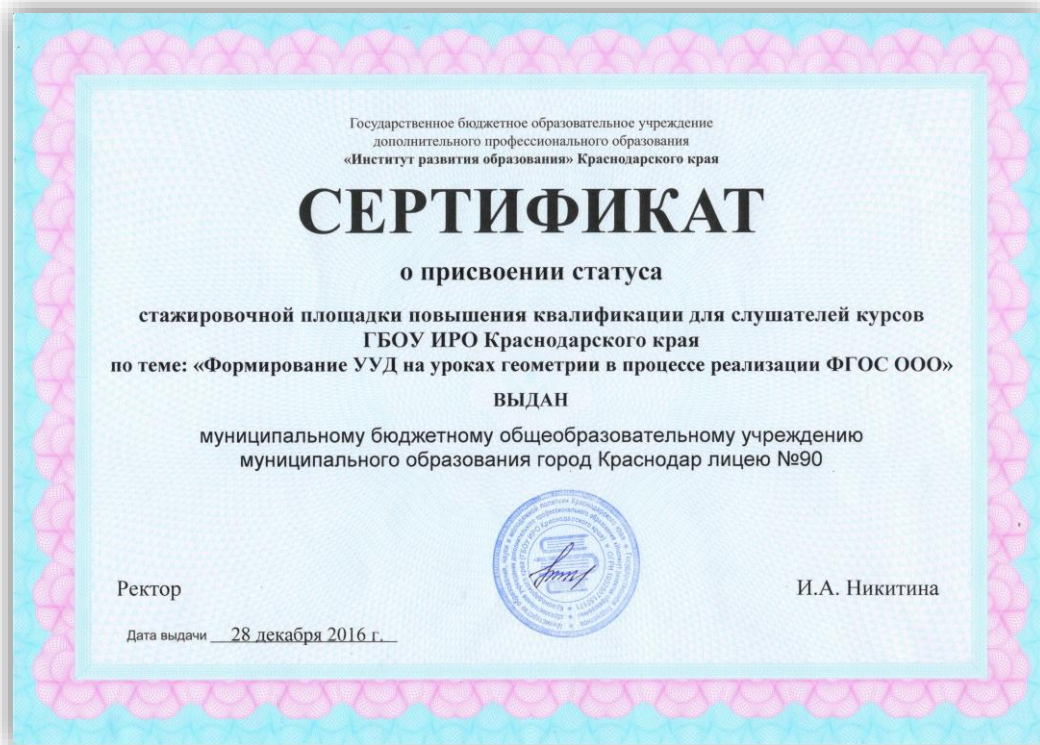 Государственное бюджетное образовательное учреждение
дополнительного профессионального образования
«Институт развития образования» Краснодарского края
СЕРТИФИКАТ
о присвоении статуса
стажировочной площадки повышения квалификации для слушателей курсов
ГБОУ ИРО Краснодарского края
по теме: «Формирование УУД на уроках геометрии в процессе реализации ФГОС ООО»
ВЫДАН
муниципальному бюджетному общеобразовательному учреждению
муниципального образования город Краснодар лицею №90
Ректор
И.А. Никитина
Дата выдачи 28 декабря 2016 г.